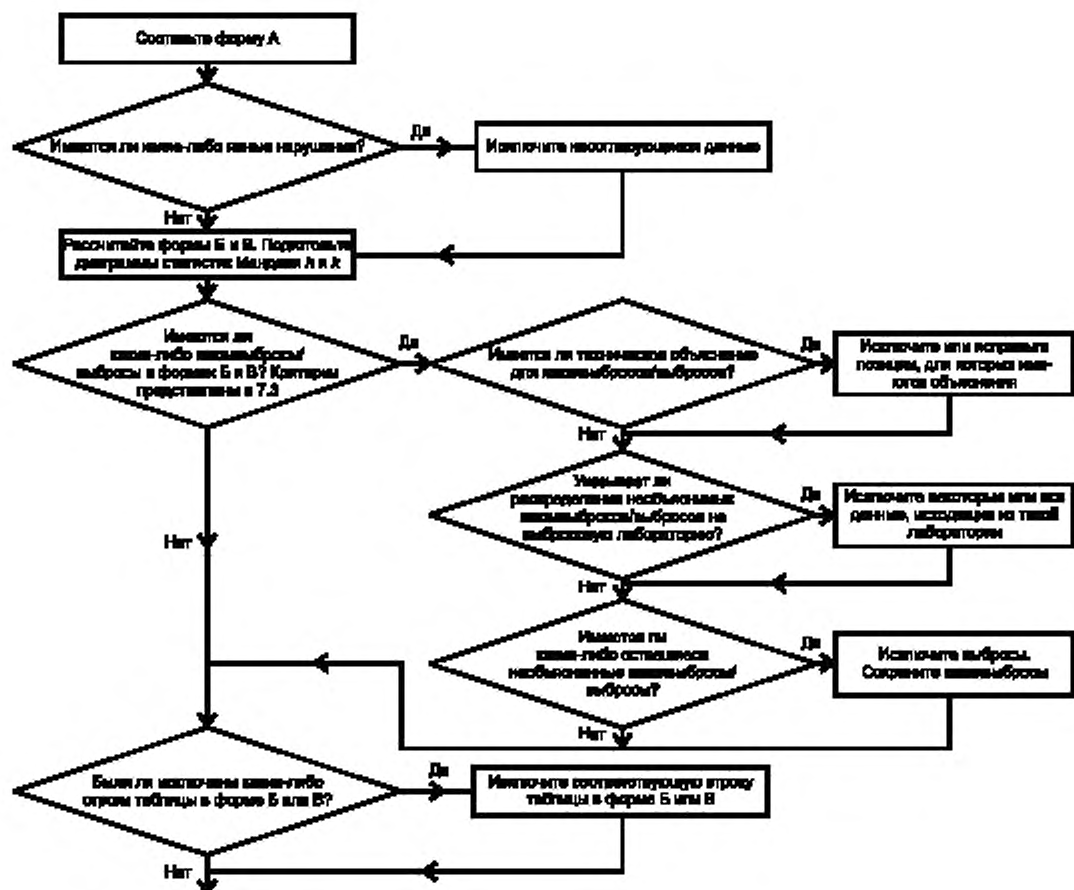 Составьте форму А
Имеются ли какие-либо явные нарушения?
Да
Исключите несогласующиеся данные
Нет
Рассчитайте формы Б и В. Подготовьте
диаграммы статистик Манделя h и k
Имеются ли
какие-либо квазивыбросы/
выбросы в формах Б и В? Критерии
представлены в 7.3
Да
Имеется ли техническое объяснение
для квазивыбросов/выбросов?
Да
Исключите или исправьте
позиции, для которых име-
ются объяснения
Нет
Указывает ли
распределение необъяснимых
квазивыбросов/выбросов на
выбросовую лабораторию?
Да
Исключите некоторые или все
данные, исходящие из такой
лаборатории
Нет
Нет
Имеются ли
какие-либо оставшиеся
необъясненные квазивыбросы/
выбросы?
Да
Исключите выбросы.
Сохраните квазивыбросы
Нет
Были ли исключены какие-либо
таблицы в форме Б или В?
Да
Исключите соответствующую строку
таблицы в форме Б или В
Нет